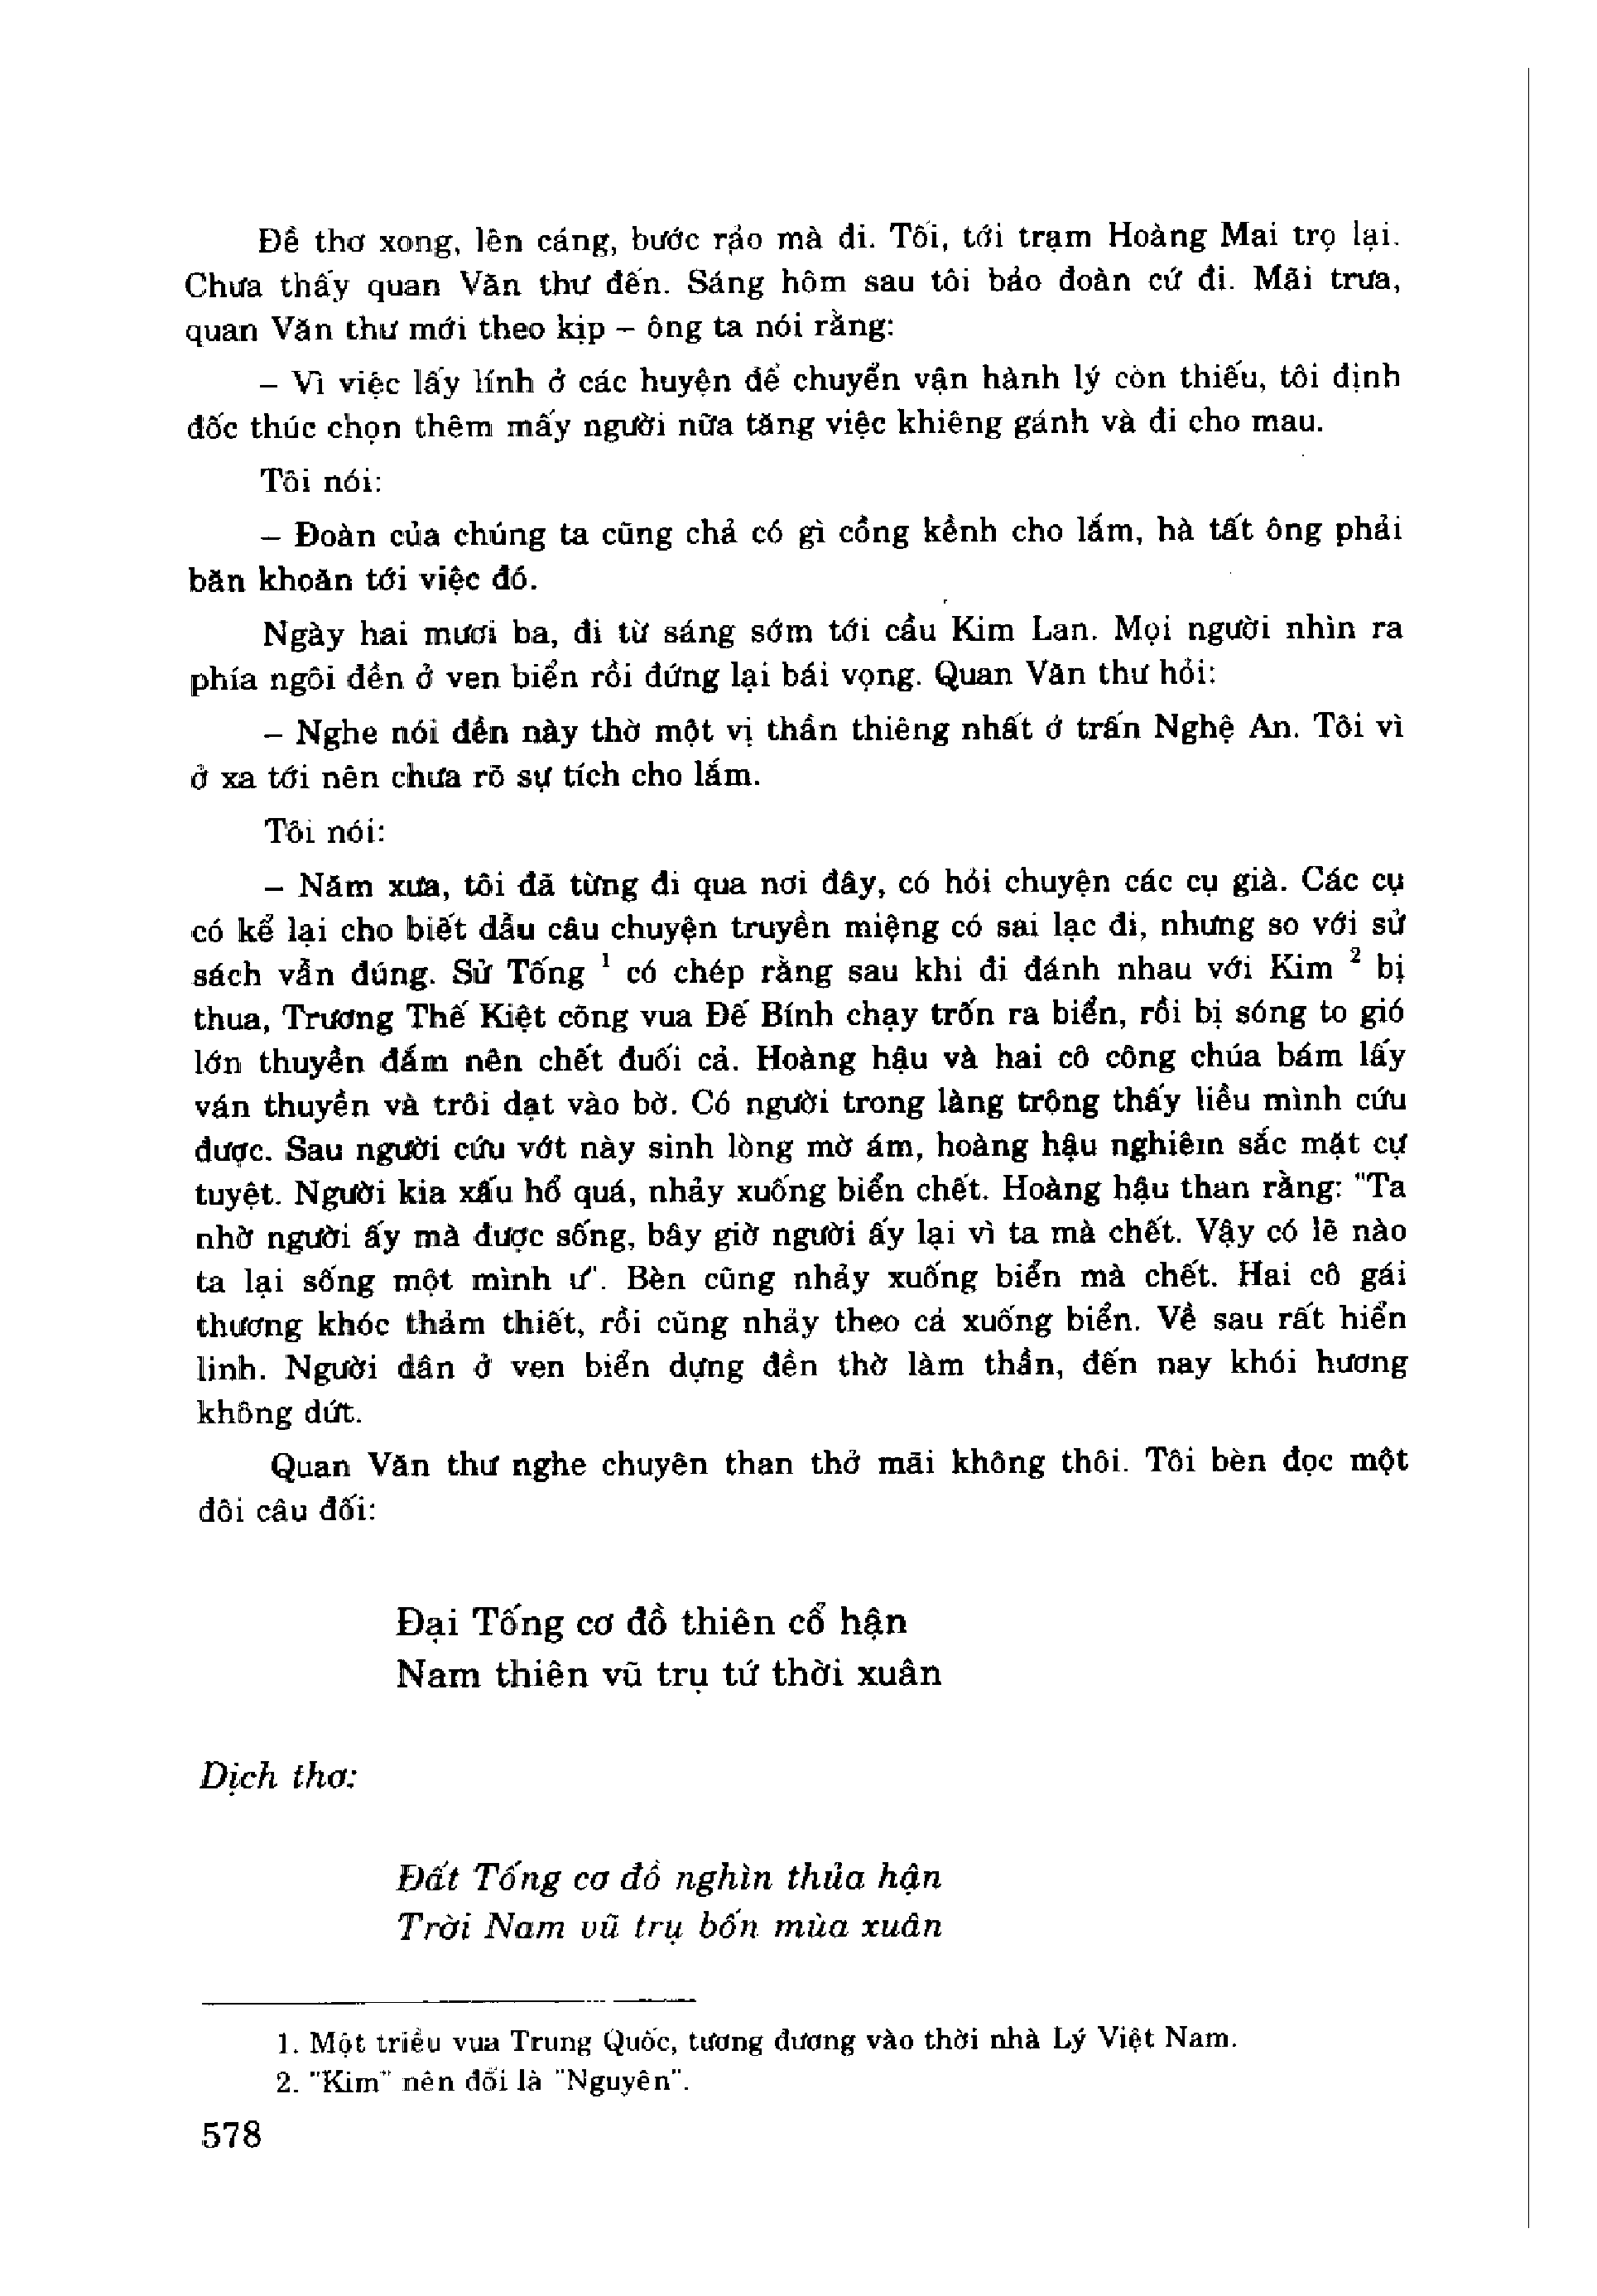 Đề thơ xong, lên cáng, bước rảo mà đi. Tối, tới trạm Hoàng Mai trọ lại.
Chưa thấy quan Văn thư đến. Sáng hôm sau tôi bảo đoàn cứ đi. Mãi trưa,
quan Văn thư mới theo kịp – ông ta nói rằng:
– Vì việc lấy lính ở các huyện để chuyển vận hành lý còn thiếu, tôi định
đốc thúc chọn thêm mấy người nữa tăng việc khiêng gánh và đi cho mau.
Tôi nói:
– Đoàn của chúng ta cũng chả có gì cồng kềnh cho lắm, hà tất ông phải
băn khoăn tới việc đó.
Ngày hai mươi ba, đi từ sáng sớm tới cầu Kim Lan. Mọi người nhìn ra
phía ngôi đền ở ven biển rồi đứng lại bái vọng. Quan Văn thư hỏi:
– Nghe nói đền này thờ một vị thần thiêng nhất ở trấn Nghệ An. Tôi vì
ở xa tới nên chưa rõ sự tích cho lắm.
Tôi nói:
– Năm xưa, tôi đã từng đi qua nơi đây, có hỏi chuyện các cụ già. Các cụ
có kể lại cho biết dẫu câu chuyện truyền miệng có sai lạc đi, nhưng so với sử
sách vẫn đúng. Sử Tống ¹ có chép rằng sau khi đi đánh nhau với Kim ² bị
thua, Trương Thế Kiệt cõng vua Đế Bính chạy trốn ra biển, rồi bị sóng to gió
lớn thuyền đắm nên chết đuối cả. Hoàng hậu và hai cô công chúa bám lấy
ván thuyền và trôi dạt vào bờ. Có người trong làng trông thấy liều mình cứu
được. Sau người cứu vớt này sinh lòng mờ ám, hoàng hậu nghiêm sắc mặt cự
tuyệt. Người kia xấu hổ quá, nhảy xuống biển chết. Hoàng hậu than rằng: "Ta
nhờ người ấy mà được sống, bây giờ người ấy lại vì ta mà chết. Vậy có lẽ nào
ta lại sống một mình ư". Bèn cũng nhảy xuống biển mà chết. Hai cô gái
thương khóc thảm thiết, rồi cũng nhảy theo cả xuống biển. Về sau rất hiển
linh. Người dân ở ven biển dựng đền thờ làm thần, đến nay khói hương
không dứt.
Quan Văn thư nghe chuyên than thở mãi không thôi. Tôi bèn đọc một
đôi câu đối:
Đại Tống cơ đồ thiên cổ hận
Nam thiên vũ trụ tứ thời xuân
Dịch thơ:
Đất Tống cơ đồ nghìn thủa hận
Trời Nam vũ trụ bốn mùa xuân
1. Một triều vua Trung Quốc, tương đương vào thời nhà Lý Việt Nam.
2. "Kim" nên đổi là "Nguyên".
578